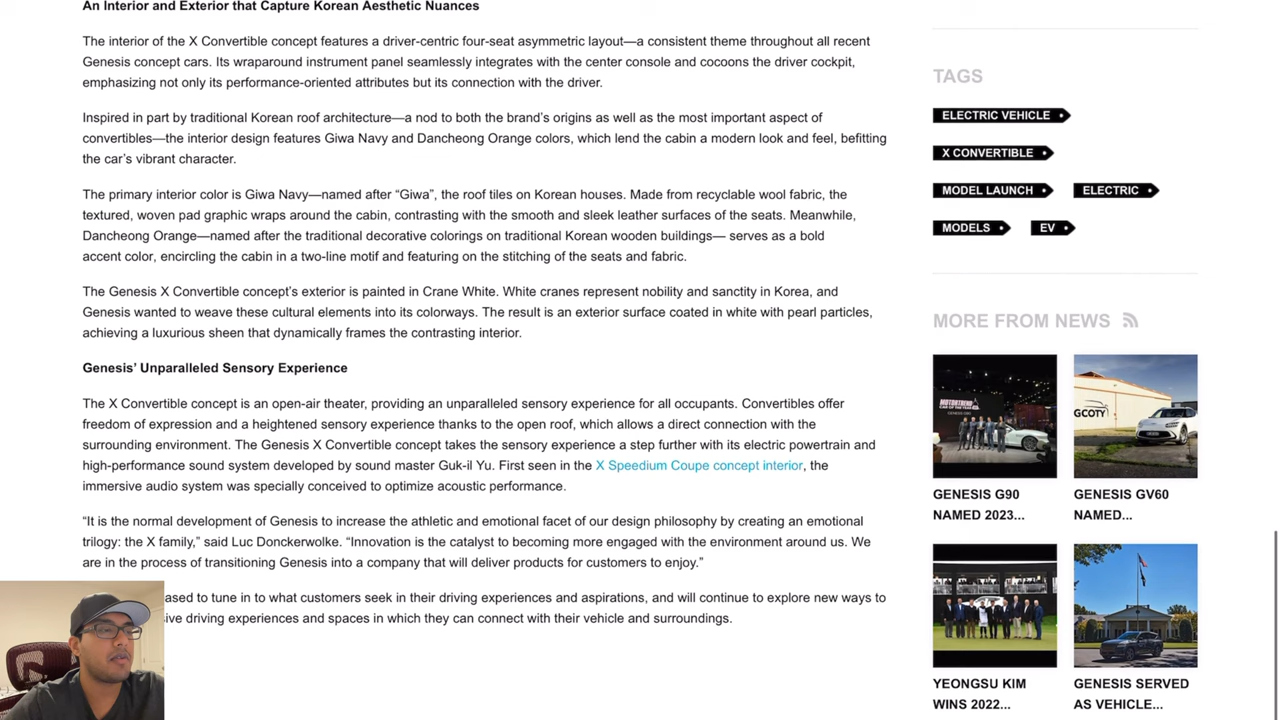 An Interior and Exterior that Capture Korean Aesthetic Nuances
The interior of the X Convertible concept features a driver-centric four-seat asymmetric layout—a consistent theme throughout all recent
Genesis concept cars. Its wraparound instrument panel seamlessly integrates with the center console and cocoons the driver cockpit,
emphasizing not only its performance-oriented attributes but its connection with the driver.
Inspired in part by traditional Korean roof architecture—a nod to both the brand’s origins as well as the most important aspect of
convertibles—the interior design features Giwa Navy and Dancheong Orange colors, which lend the cabin a modern look and feel, befitting
the car’s vibrant character.
The primary interior color is Giwa Navy—named after “Giwa”, the roof tiles on Korean houses. Made from recyclable wool fabric, the
textured, woven pad graphic wraps around the cabin, contrasting with the smooth and sleek leather surfaces of the seats. Meanwhile,
Dancheong Orange—named after the traditional decorative colorings on traditional Korean wooden buildings— serves as a bold
accent color, encircling the cabin in a two-line motif and featuring on the stitching of the seats and fabric.
The Genesis X Convertible concept’s exterior is painted in Crane White. White cranes represent nobility and sanctity in Korea, and
Genesis wanted to weave these cultural elements into its colorways. The result is an exterior surface coated in white with pearl particles,
achieving a luxurious sheen that dynamically frames the contrasting interior.
Genesis’ Unparalleled Sensory Experience
The X Convertible concept is an open-air theater, providing an unparalleled sensory experience for all occupants. Convertibles offer
freedom of expression and a heightened sensory experience thanks to the open roof, which allows a direct connection with the
surrounding environment. The Genesis X Convertible concept takes the sensory experience a step further with its electric powertrain and
high-performance sound system developed by sound master Guk-il Yu. First seen in the X Speedium Coupe concept interior, the
immersive audio system was specially conceived to optimize acoustic performance.
“It is the normal development of Genesis to increase the athletic and emotional facet of our design philosophy by creating an emotional
trilogy: the X family,” said Luc Donckerwolke. “Innovation is the catalyst to becoming more engaged with the environment around us. We
are in the process of transitioning Genesis into a company that will deliver products for customers to enjoy.”
ased to tune in to what customers seek in their driving experiences and aspirations, and will continue to explore new ways to
ive driving experiences and spaces in which they can connect with their vehicle and surroundings.
TAGS
ELECTRIC VEHICLE
X CONVERTIBLE
MODEL LAUNCH
ELECTRIC
MODELS
EV
MORE FROM NEWS
MOTORTREND
GCOTY
GENESIS G90
NAMED 2023...
GENESIS GV60
NAMED...
YEONGSU KIM
WINS 2022...
GENESIS SERVED
AS VEHICLE...